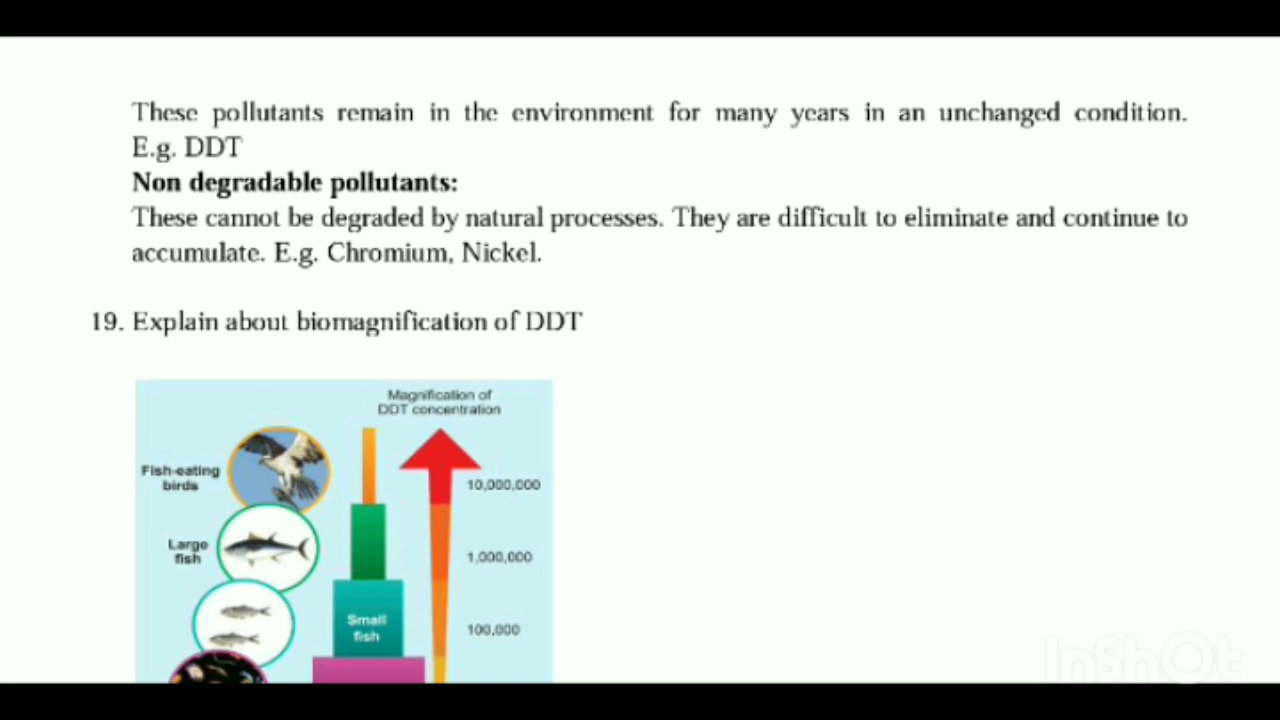 These pollutants remain in the environment for many years in an unchanged condition.
E.g. DDT
Non degradable pollutants:
These cannot be degraded by natural processes. They are difficult to eliminate and continue to
accumulate. E.g. Chromium, Nickel.
19. Explain about biomagnification of DDT
Magnification of
DDT concentration
Fish-eating
birds
10,000,000
Large
fish
1,000,000
Small
fish
100,000
InShOt